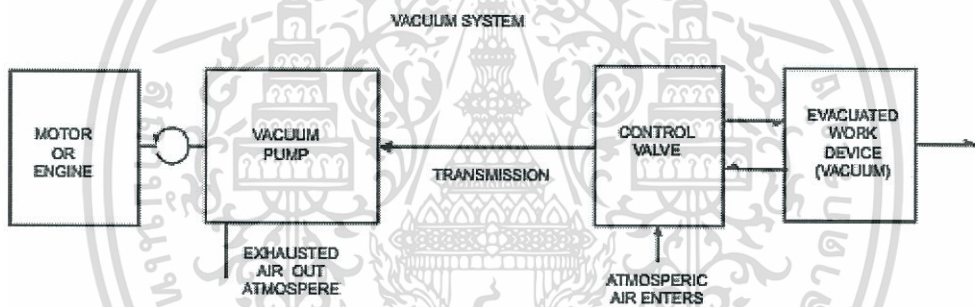 VACUUM SYSTEM
MOTOR
OR
ENGINE
VACUUM
PUMP
TRANSMISSION
CONTROL
VALVE
EVACUATED
WORK
DEVICE
(VACUUM)
EXHAUSTED
AIR OUT
ATMOSPERE
ATMOSPERIC
AIR ENTERS